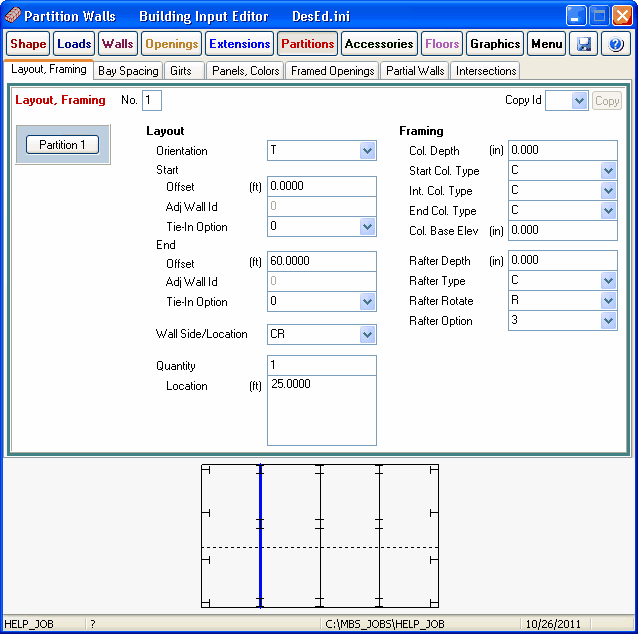 Partition Walls Building Input Editor DesEd.ini
Shape Loads Walls Openings Extensions Partitions Accessories Floors Graphics Menu
Layout, Framing Bay Spacing Girts Panels, Colors Framed Openings Partial Walls Intersections
Layout, Framing No. 1 Copy Id Copy
Partition 1
Layout
Orientation T
Start
Offset (ft) 0.0000
Adj Wall Id 0
Tie-In Option 0
End
Offset (ft) 60.0000
Adj Wall Id 0
Tie-In Option 0
Wall Side/Location CR
Quantity 1
Location (ft) 25.0000
Framing
Col. Depth (in) 0.000
Start Col. Type C
Int. Col. Type C
End Col. Type C
Col. Base Elev (in) 0.000
Rafter Depth (in) 0.000
Rafter Type C
Rafter Rotate R
Rafter Option 3
HELP_JOB ? C:\MBS_JOBS\HELP_JOB 10/26/2011